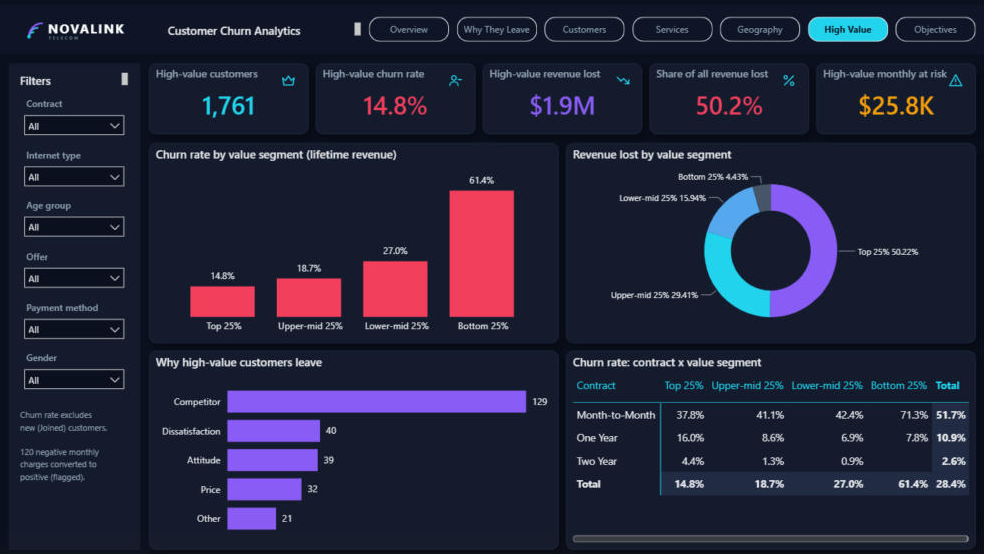 NOVALINK
TELECOM
Customer Churn Analytics
Overview
Why They Leave
Customers
Services
Geography
High Value
Objectives
Filters
Contract
All
Internet type
All
Age group
All
Offer
All
Payment method
All
Gender
All
Churn rate excludes
new (Joined) customers.
120 negative monthly
charges converted to
positive (flagged).
High-value customers
1,761
High-value churn rate
14.8%
High-value revenue lost
$1.9M
Share of all revenue lost
%
50.2%
High-value monthly at risk
$25.8K
Churn rate by value segment (lifetime revenue)
14.8%
18.7%
27.0%
61.4%
Top 25%
Upper-mid 25%
Lower-mid 25%
Bottom 25%
Revenue lost by value segment
Bottom 25% 4.43%
Lower-mid 25% 15.94%
Top 25% 50.22%
Upper-mid 25% 29.41%
Why high-value customers leave
Competitor 129
Dissatisfaction 40
Attitude 39
Price 32
Other 21
Churn rate: contract x value segment
Contract Top 25% Upper-mid 25% Lower-mid 25% Bottom 25% Total
Month-to-Month 37.8% 41.1% 42.4% 71.3% 51.7%
One Year 16.0% 8.6% 6.9% 7.8% 10.9%
Two Year 4.4% 1.3% 0.9% 2.6%
Total 14.8% 18.7% 27.0% 61.4% 28.4%